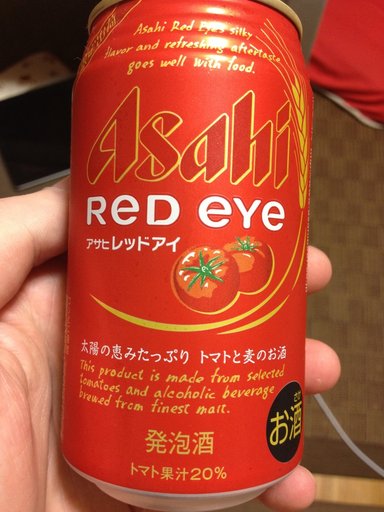 Asahi Red Eye's silky
flavor and refreshing aftertaste
goes well with food.
Asahi
RED eye
アサヒレッドアイ
太陽の恵みたっぷり トマトと麦のお酒
This product is made from selected
tomatoes and alcoholic beverage
brewed from finest malt.
発泡酒
トマト果汁20%
さけ
お酒